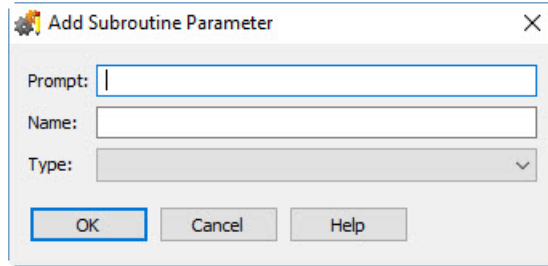 Add Subroutine Parameter
Prompt:
Name:
Type:
OK Cancel Help